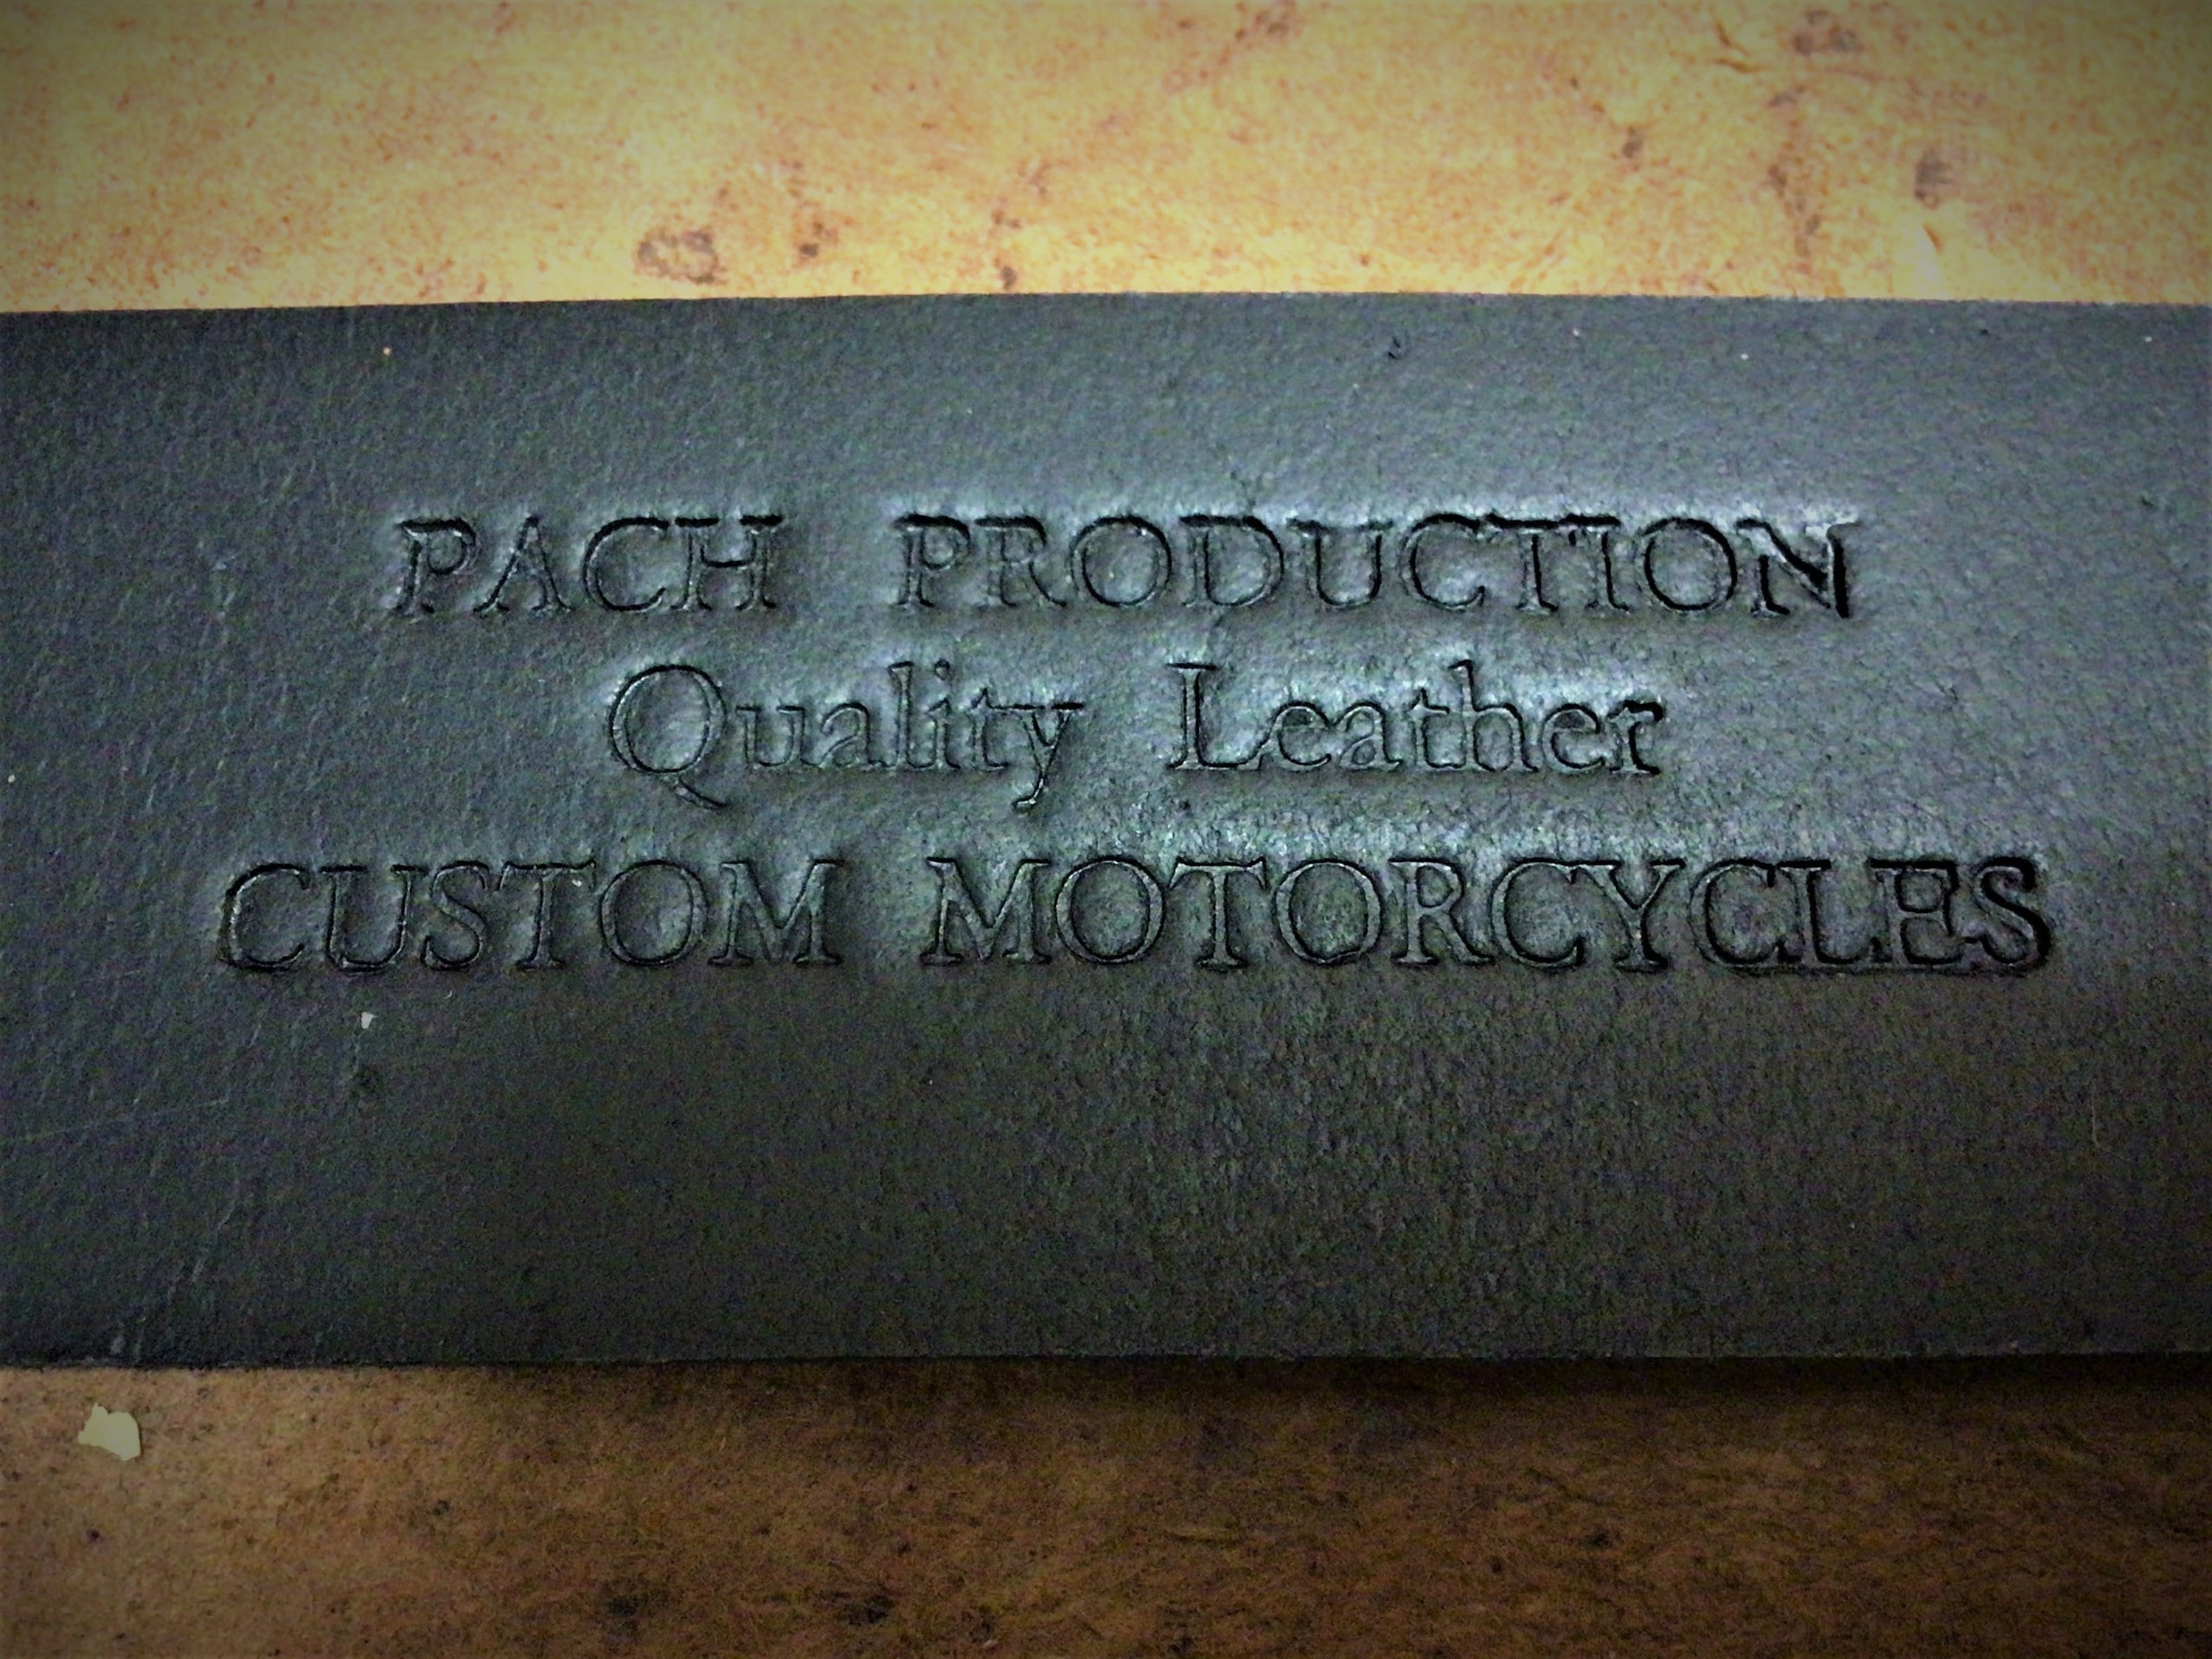 PACH PRODUCTION
Quality Leather
CUSTOM MOTORCYCLES